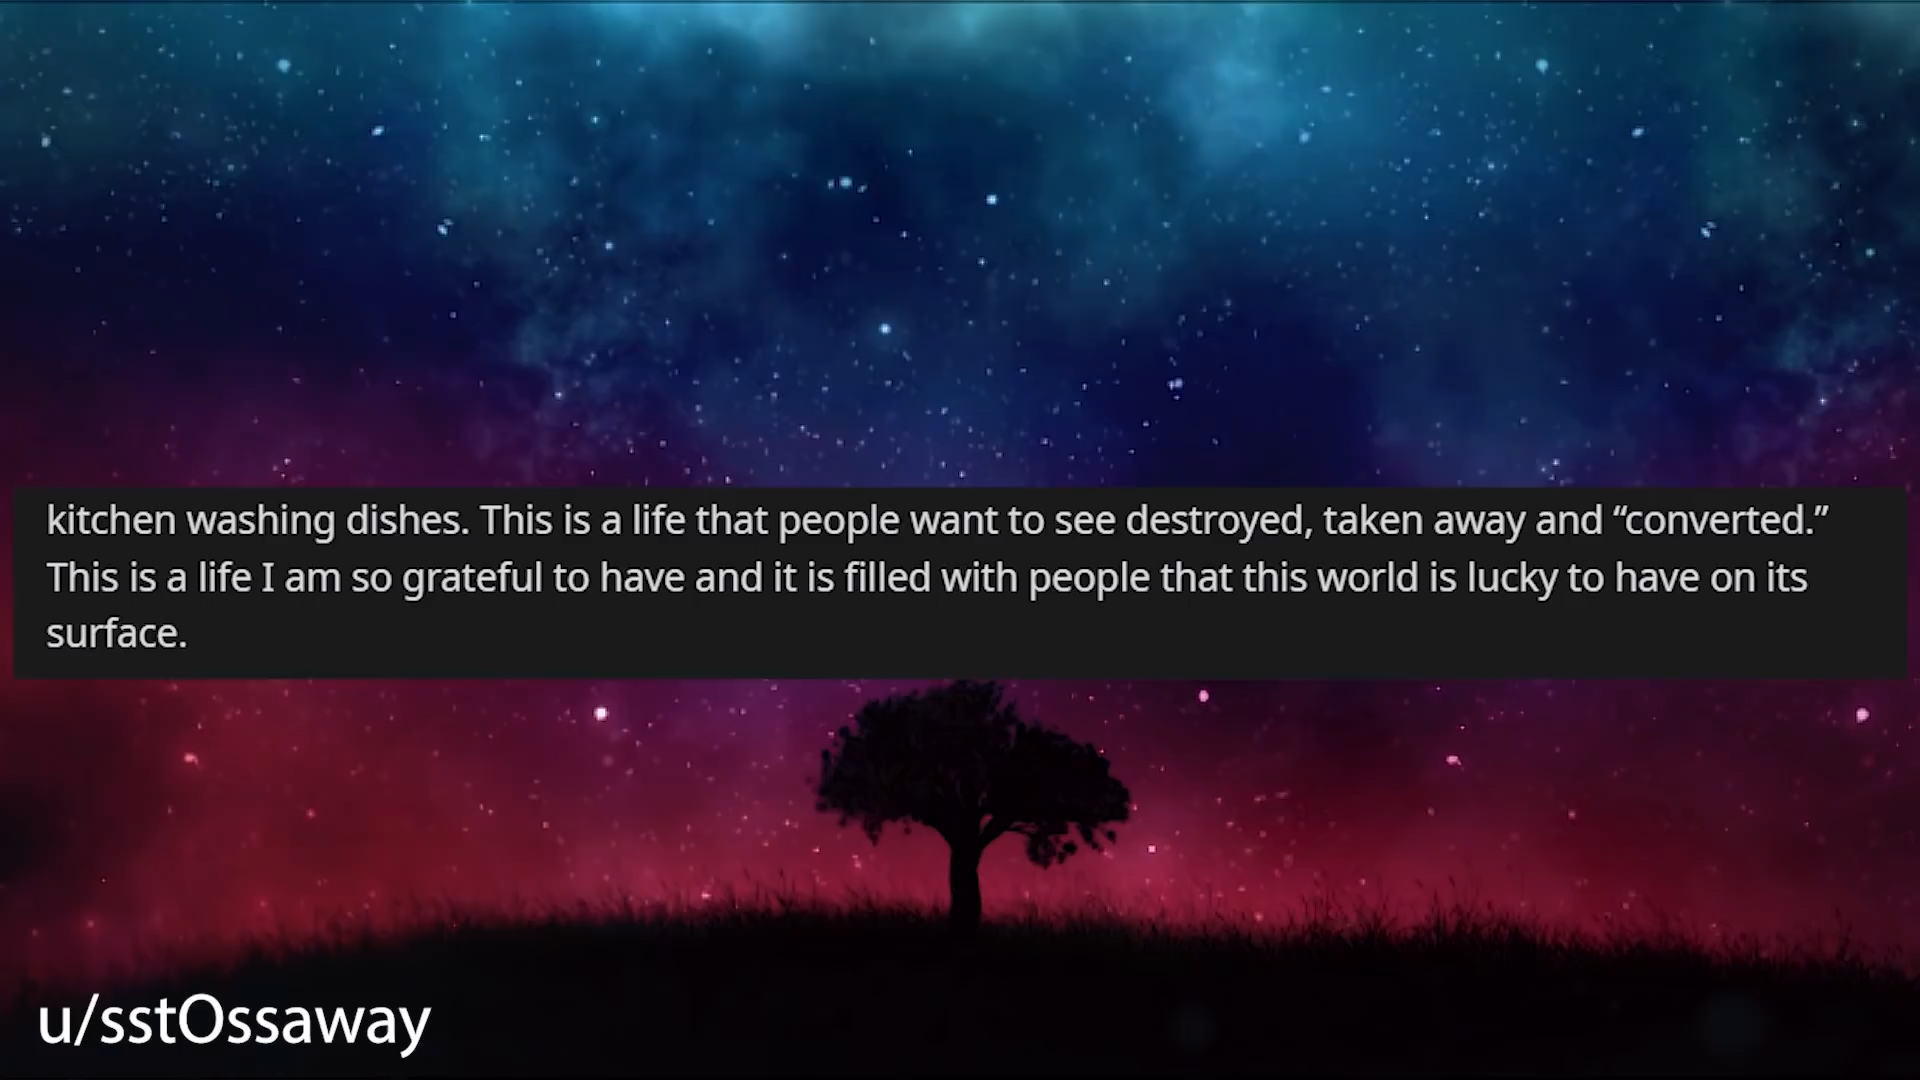 kitchen washing dishes. This is a life that people want to see destroyed, taken away and “converted.”
This is a life I am so grateful to have and it is filled with people that this world is lucky to have on its
surface.
u/sstOssaway